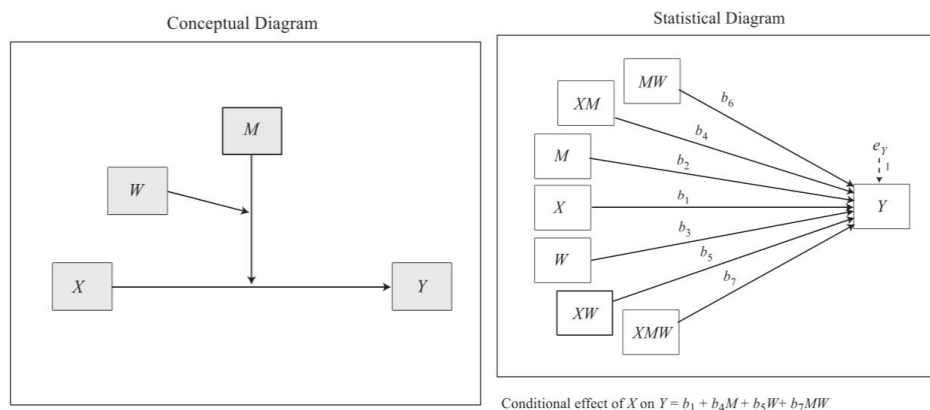 Conceptual Diagram
M
W
X
Y
Statistical Diagram
MW
XM
M
X
W
XW
XMW
b6
b4
b2
b1
b3
b5
b7
eY
1
Y
Conditional effect of X on Y = b1 + b4M + b5W+ b7MW